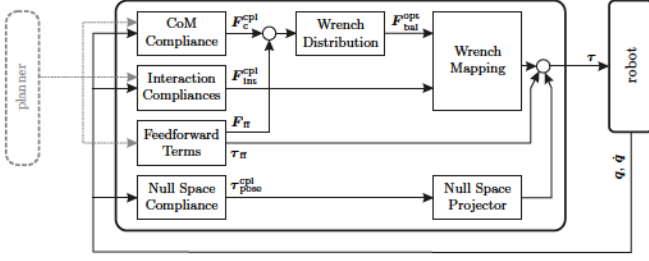 planner
CoM
Compliance
F_c^cpl
Wrench
Distribution
F_bal^opt
Wrench
Mapping
τ
robot
Interaction
Compliances
F_int^cpl
Feedforward
Terms
F_ff
τ_ff
Null Space
Compliance
τ_pose^cpl
Null Space
Projector
q, q̇